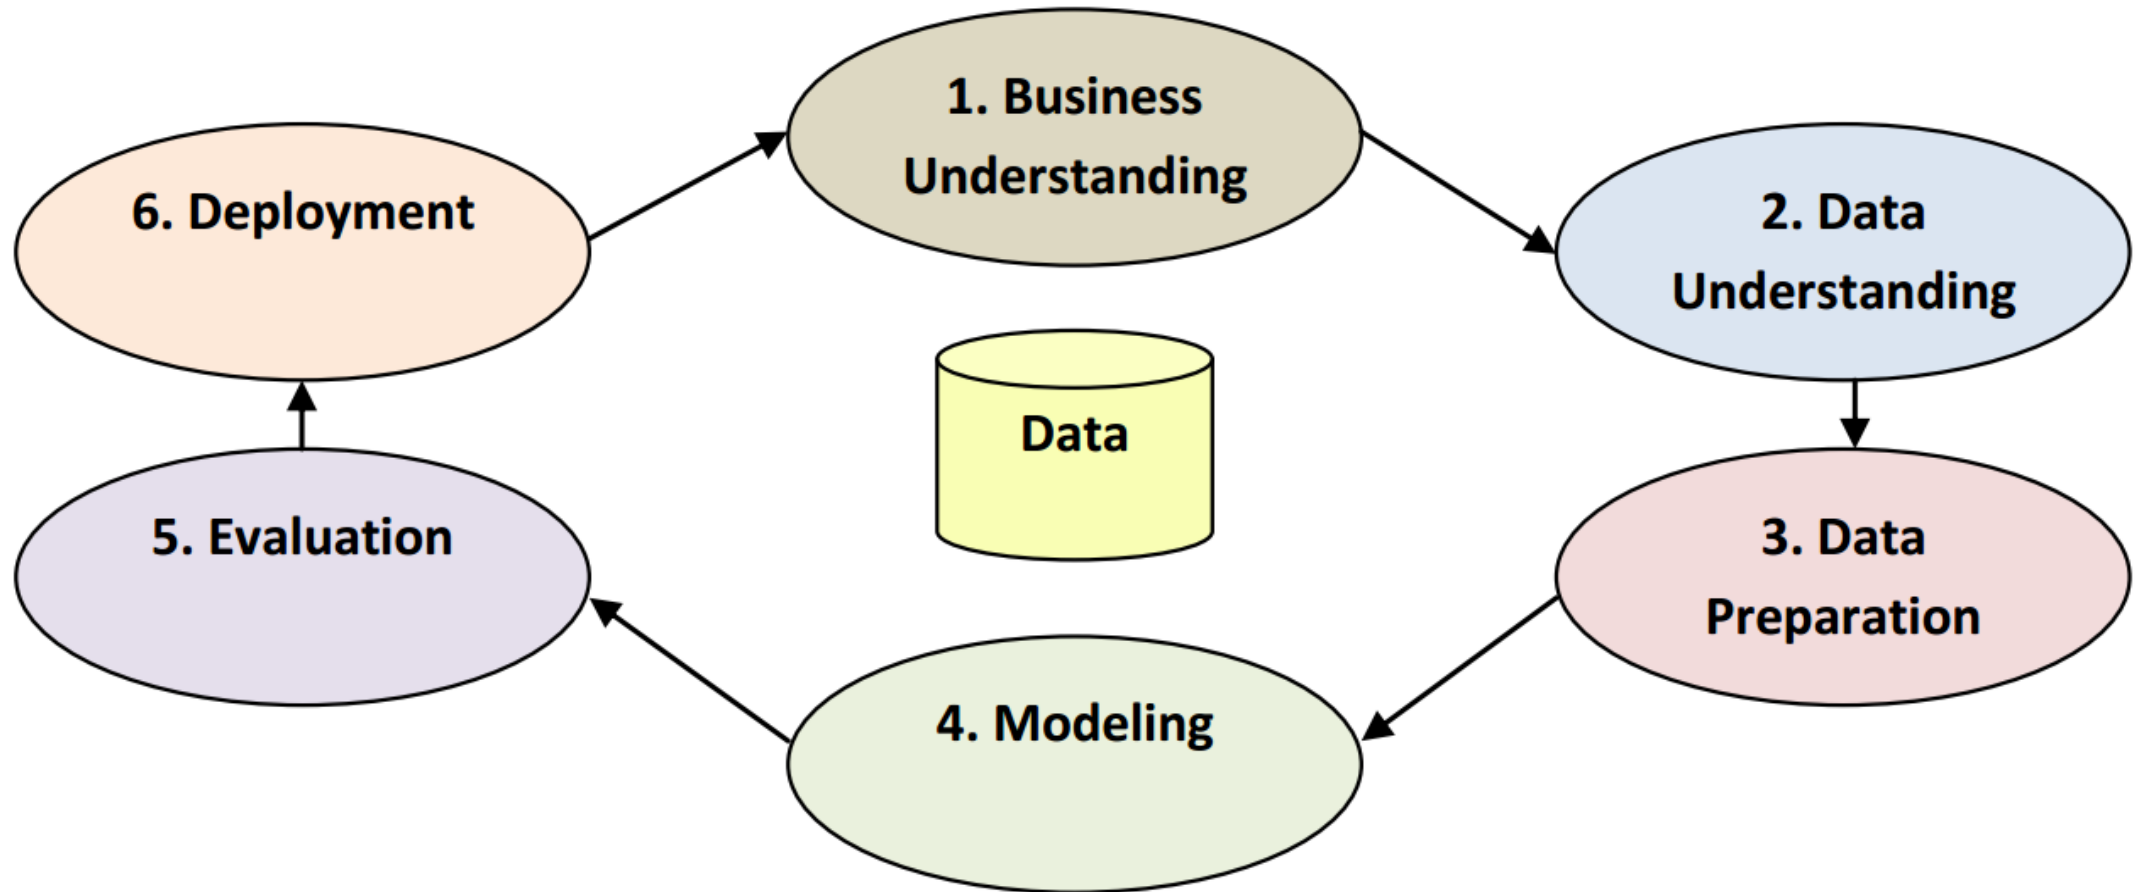 1. Business
Understanding
2. Data
Understanding
3. Data
Preparation
4. Modeling
5. Evaluation
6. Deployment
Data